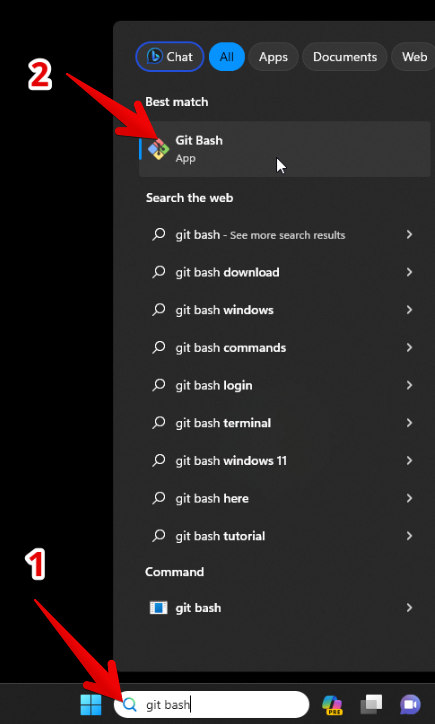 2
Chat All Apps Documents Web
Best match
Git Bash
App
Search the web
git bash - See more search results
git bash download
git bash windows
git bash commands
git bash login
git bash terminal
git bash windows 11
git bash here
git bash tutorial
Command
git bash
1
git bash
PRE